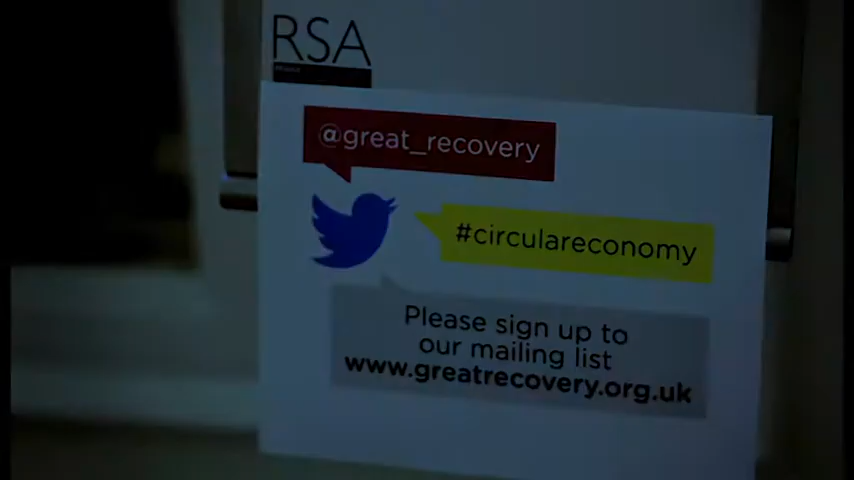 RSA
@great_recovery
#circulareconomy
Please sign up to
our mailing list
www.greatrecovery.org.uk